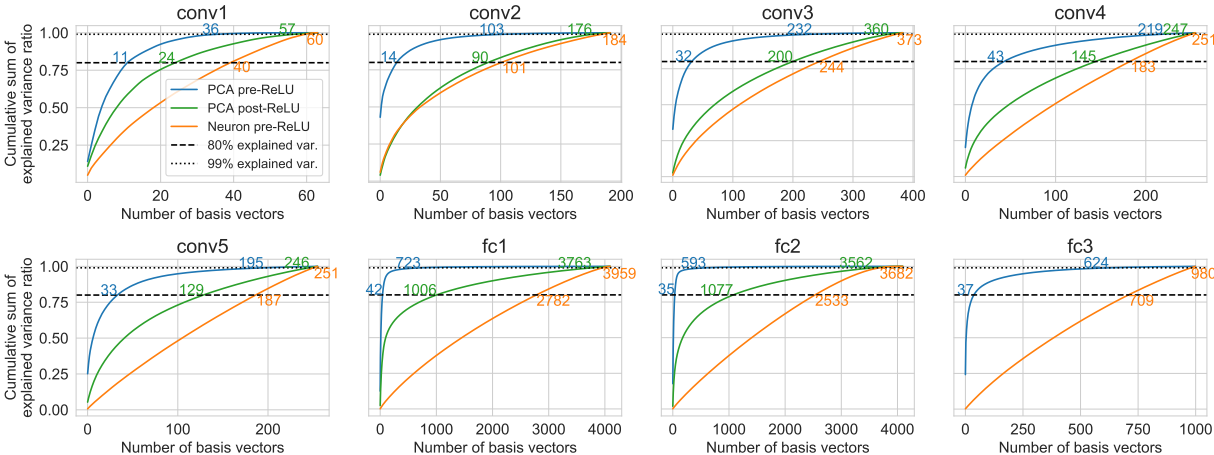 conv1
Cumulative sum of
explained variance ratio
1.00
0.75
0.50
0.25
11
36
24
57
40
60
PCA pre-ReLU
PCA post-ReLU
Neuron pre-ReLU
80% explained var.
99% explained var.
0 20 40 60
Number of basis vectors
conv2
14
103
90
176
101
184
0 50 100 150 200
Number of basis vectors
conv3
32
232
200
360
244
373
0 100 200 300 400
Number of basis vectors
conv4
43
219
145
247
183
251
0 100 200
Number of basis vectors
conv5
Cumulative sum of
explained variance ratio
1.00
0.75
0.50
0.25
0.00
33
195
129
246
187
251
0 100 200
Number of basis vectors
fc1
42
723
1006
3763
2782
3959
0 1000 2000 3000 4000
Number of basis vectors
fc2
35
593
1077
3562
2533
3682
0 1000 2000 3000 4000
Number of basis vectors
fc3
37
624
709
980
0 250 500 750 1000
Number of basis vectors